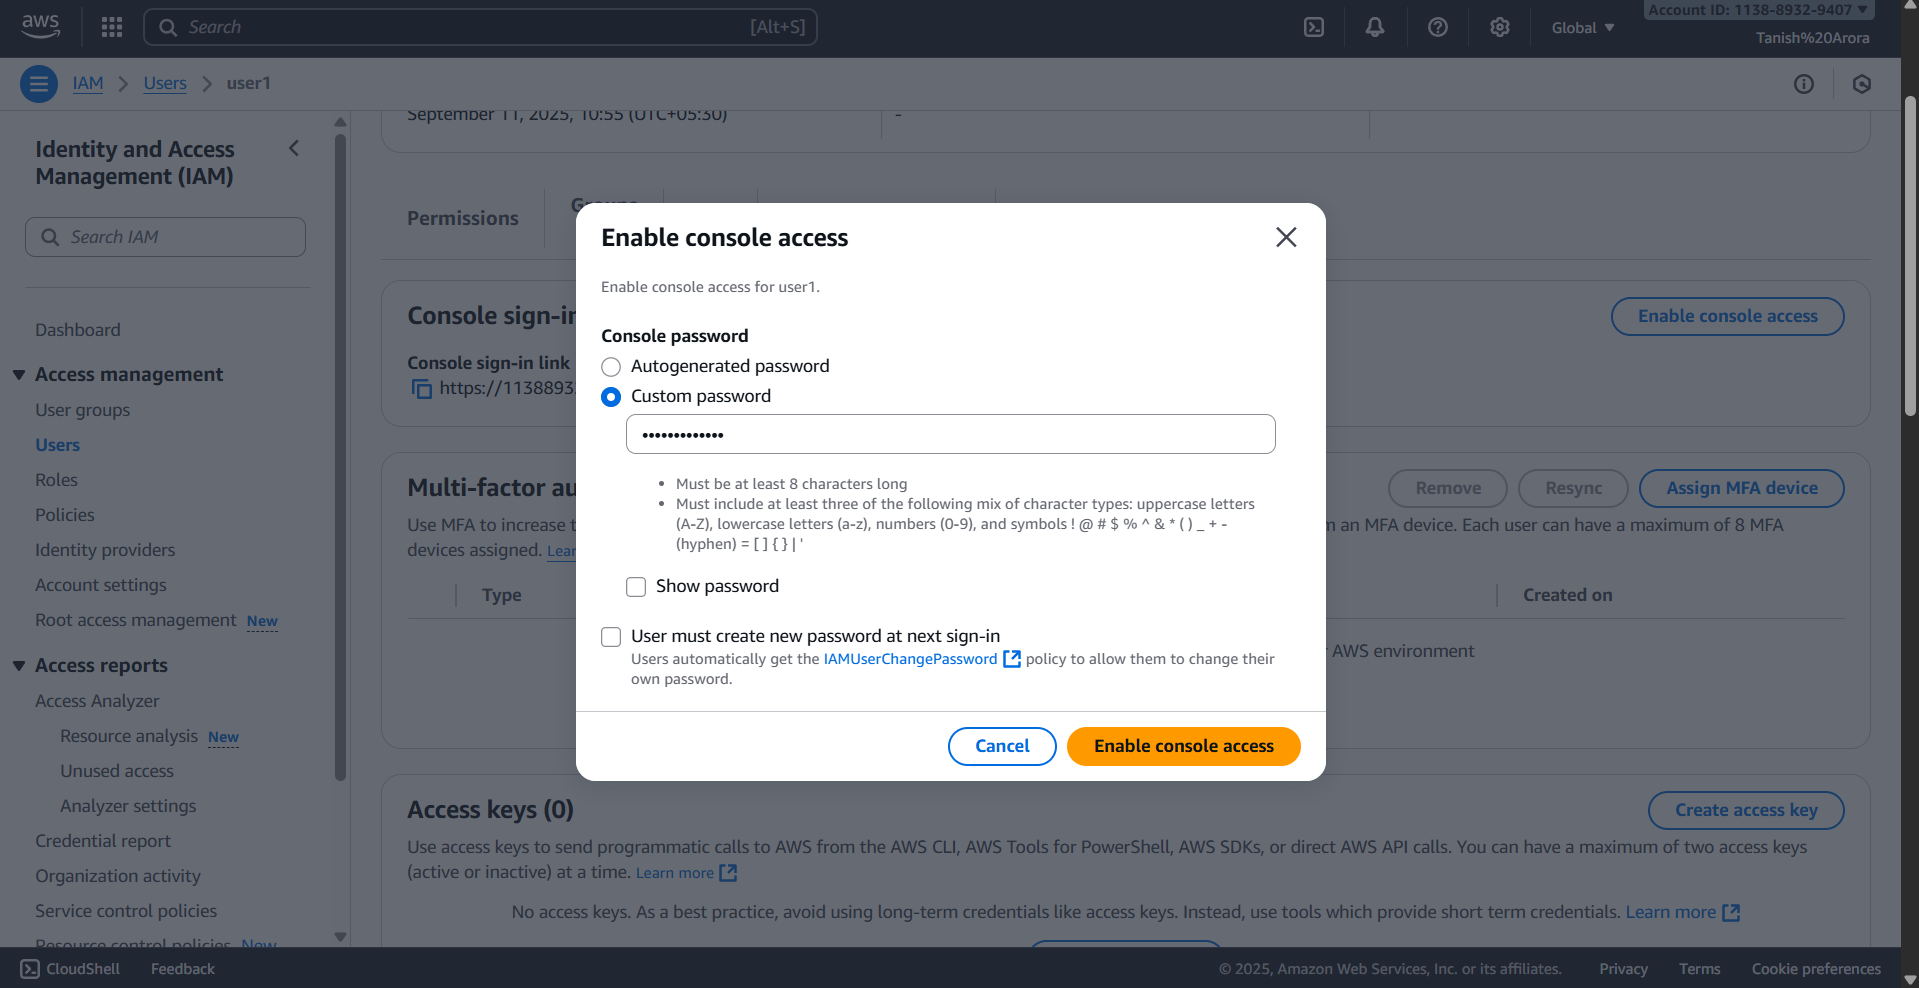 aws
Search
[Alt+S]
Global
Account ID: 1138-8932-9407
Tanish%20Arora
IAM
Users
user1
Identity and Access
Management (IAM)
Search IAM
Dashboard
Access management
User groups
Users
Roles
Policies
Identity providers
Account settings
Root access management New
Access reports
Access Analyzer
Resource analysis New
Unused access
Analyzer settings
Credential report
Organization activity
Service control policies
Resource control policies New
September 11, 2025, 10:55 (UTC+05:30)
-
Permissions
Groups
Console sign-in
Enable console access
Console sign-in link
https://1138893
Multi-factor au
Remove
Resync
Assign MFA device
Use MFA to increase
an MFA device. Each user can have a maximum of 8 MFA
devices assigned. Lear
Type
Created on
AWS environment
Enable console access
Enable console access for user1.
Console password
Autogenerated password
Custom password
•••••••••••••
• Must be at least 8 characters long
• Must include at least three of the following mix of character types: uppercase letters
(A-Z), lowercase letters (a-z), numbers (0-9), and symbols ! @ # $ % ^ & * ( ) _ + -
(hyphen) = [ ] { } | '
Show password
User must create new password at next sign-in
Users automatically get the IAMUserChangePassword policy to allow them to change their
own password.
Cancel
Enable console access
Access keys (0)
Create access key
Use access keys to send programmatic calls to AWS from the AWS CLI, AWS Tools for PowerShell, AWS SDKs, or direct AWS API calls. You can have a maximum of two access keys
(active or inactive) at a time. Learn more
No access keys. As a best practice, avoid using long-term credentials like access keys. Instead, use tools which provide short term credentials. Learn more
CloudShell
Feedback
© 2025, Amazon Web Services, Inc. or its affiliates.
Privacy
Terms
Cookie preferences